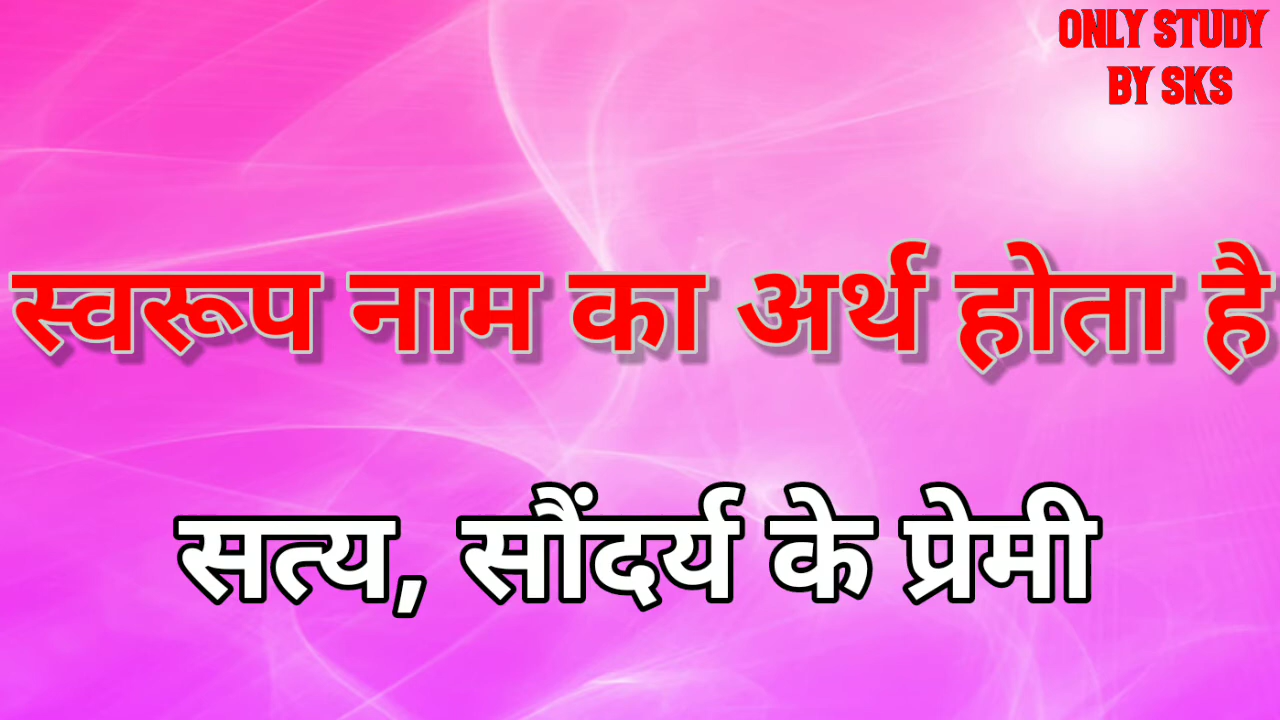 ONLY STUDY
BY SKS
स्वरूप नाम का अर्थ होता है
सत्य, सौंदर्य के प्रेमी